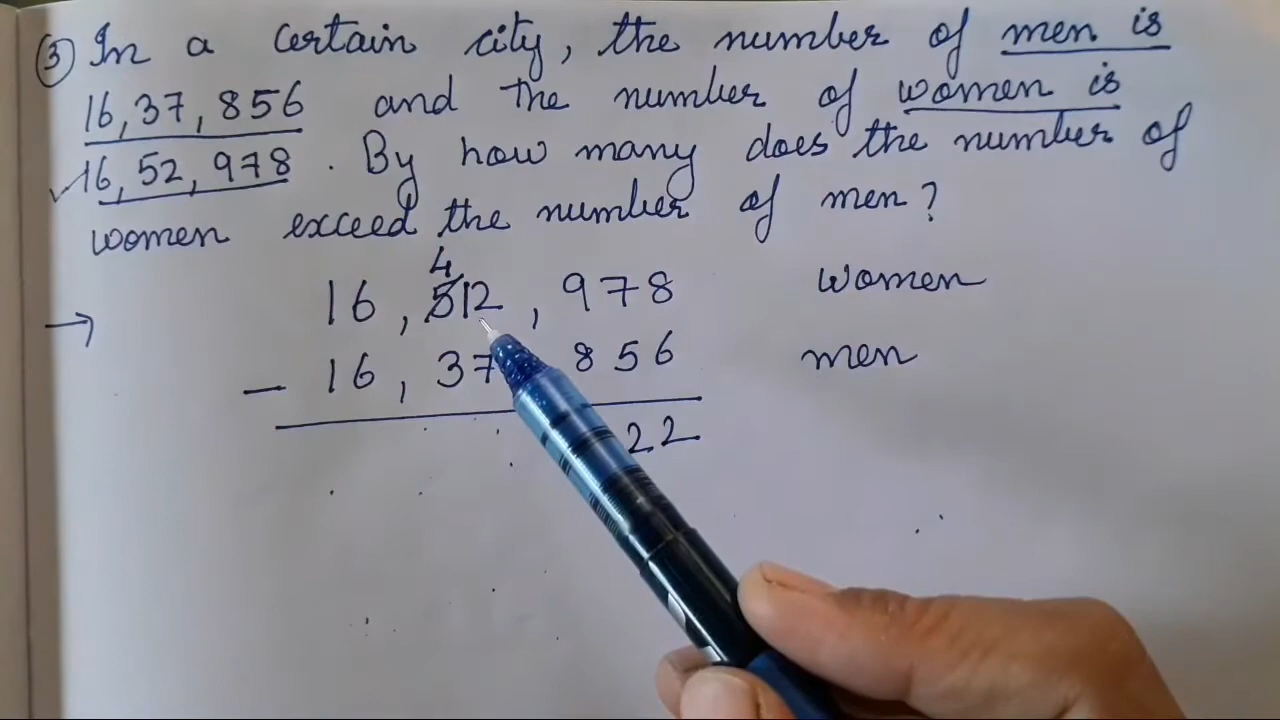 ③ In a certain city, the number of men is
16,37,856 and the number of women is
✓16,52,978. By how many does the number of
women exceed the number of men?
4
→ 16,512,978 women
- 16,37 856 men
22